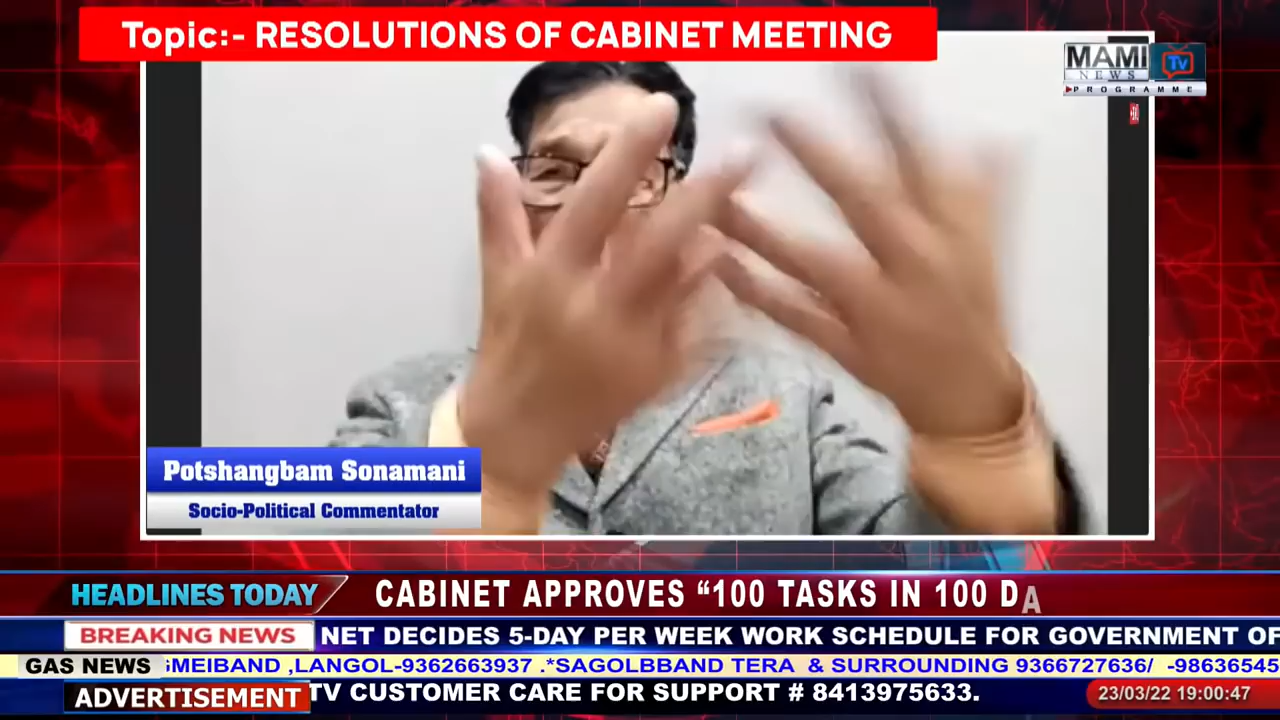 Topic:- RESOLUTIONS OF CABINET MEETING
MAMI TV
NEWS
PROGRAMME
Potshangbam Sonamani
Socio-Political Commentator
HEADLINES TODAY CABINET APPROVES “100 TASKS IN 100 DA
BREAKING NEWS NET DECIDES 5-DAY PER WEEK WORK SCHEDULE FOR GOVERNMENT OF
GAS NEWS MEIBAND ,LANGOL-9362663937 .*SAGOLBBAND TERA & SURROUNDING 9366727636/ -98636545
ADVERTISEMENT TV CUSTOMER CARE FOR SUPPORT # 8413975633. 23/03/22 19:00:47